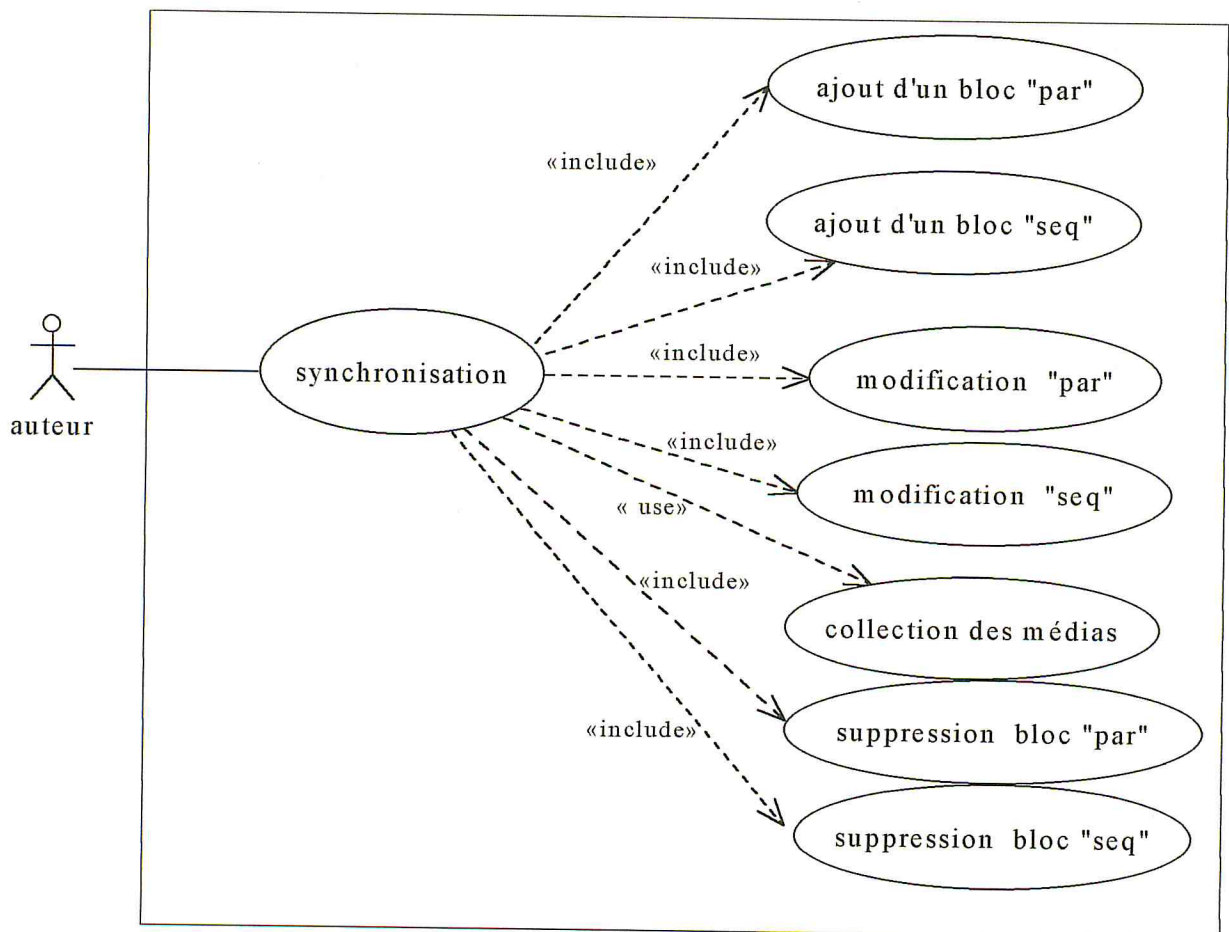 ajout d'un bloc "par"
«include»
ajout d'un bloc "seq"
«include»
synchronisation
«include»
modification "par"
auteur
«include»
modification "seq"
« use»
«include»
collection des médias
suppression bloc "par"
«include»
suppression bloc "seq"